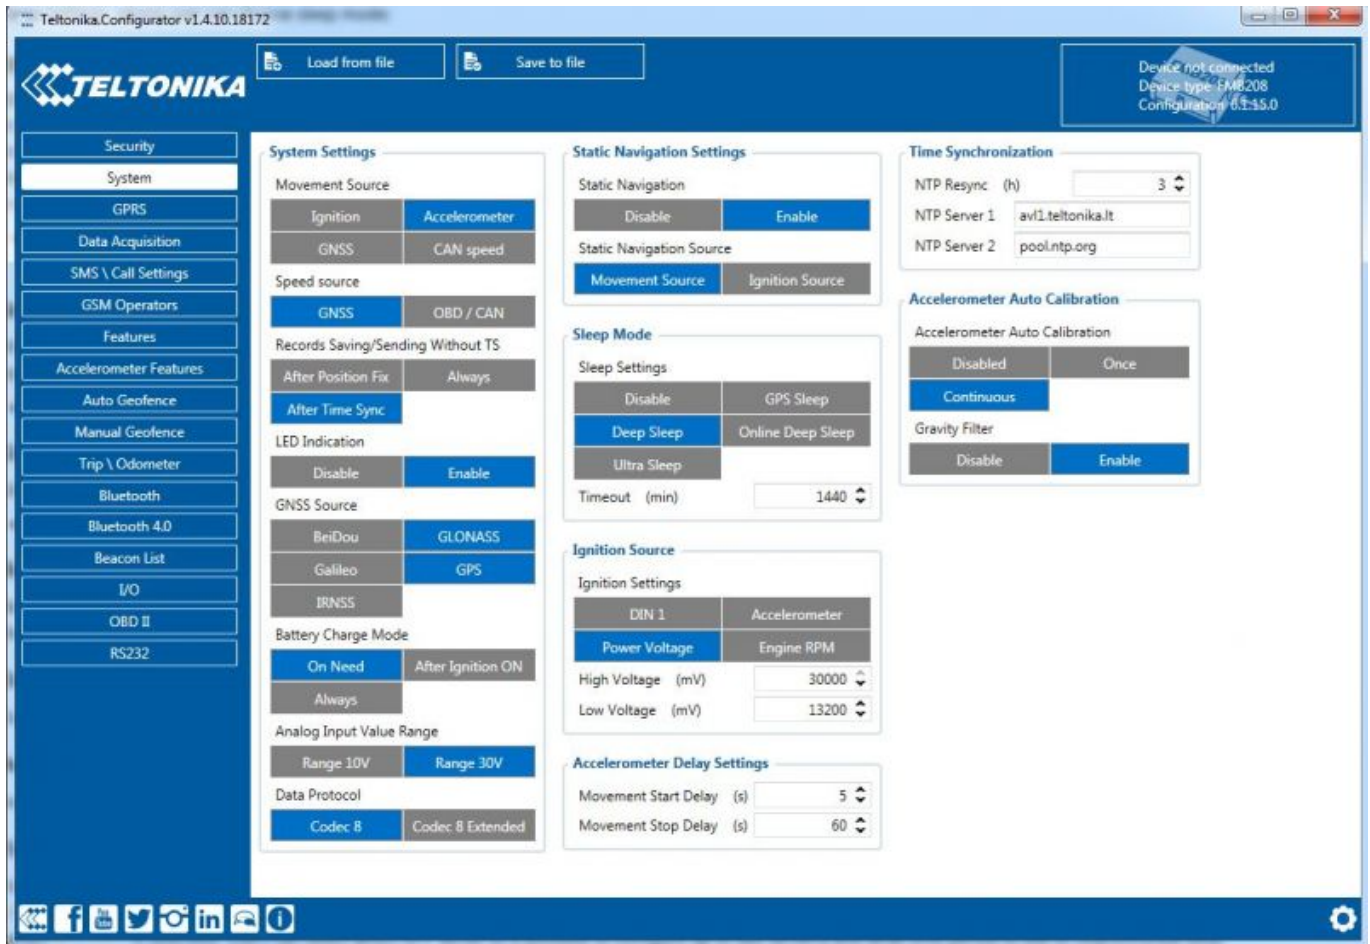 Teltonika.Configurator v1.4.10.18172
sleep mode
Load from file
Save to file
TELTONIKA
Device not connected
Device type FMB208
Configuration 6.1.15.0
Security
System
GPRS
Data Acquisition
SMS \ Call Settings
GSM Operators
Features
Accelerometer Features
Auto Geofence
Manual Geofence
Trip \ Odometer
Bluetooth
Bluetooth 4.0
Beacon List
I/O
OBD II
RS232
System Settings
Movement Source
Ignition Accelerometer
GNSS CAN speed
Speed source
GNSS OBD / CAN
Records Saving/Sending Without TS
After Position Fix Always
After Time Sync
LED Indication
Disable Enable
GNSS Source
BeiDou GLONASS
Galileo GPS
IRNSS
Battery Charge Mode
On Need After Ignition ON
Always
Analog Input Value Range
Range 10V Range 30V
Data Protocol
Codec 8 Codec 8 Extended
Static Navigation Settings
Static Navigation
Disable Enable
Static Navigation Source
Movement Source Ignition Source
Sleep Mode
Sleep Settings
Disable GPS Sleep
Deep Sleep Online Deep Sleep
Ultra Sleep
Timeout (min) 1440
Ignition Source
Ignition Settings
DIN 1 Accelerometer
Power Voltage Engine RPM
High Voltage (mV) 30000
Low Voltage (mV) 13200
Accelerometer Delay Settings
Movement Start Delay (s) 5
Movement Stop Delay (s) 60
Time Synchronization
NTP Resync (h) 3
NTP Server 1 avl1.teltonika.lt
NTP Server 2 pool.ntp.org
Accelerometer Auto Calibration
Accelerometer Auto Calibration
Disabled Once
Continuous
Gravity Filter
Disable Enable
You Tube
f
in
i